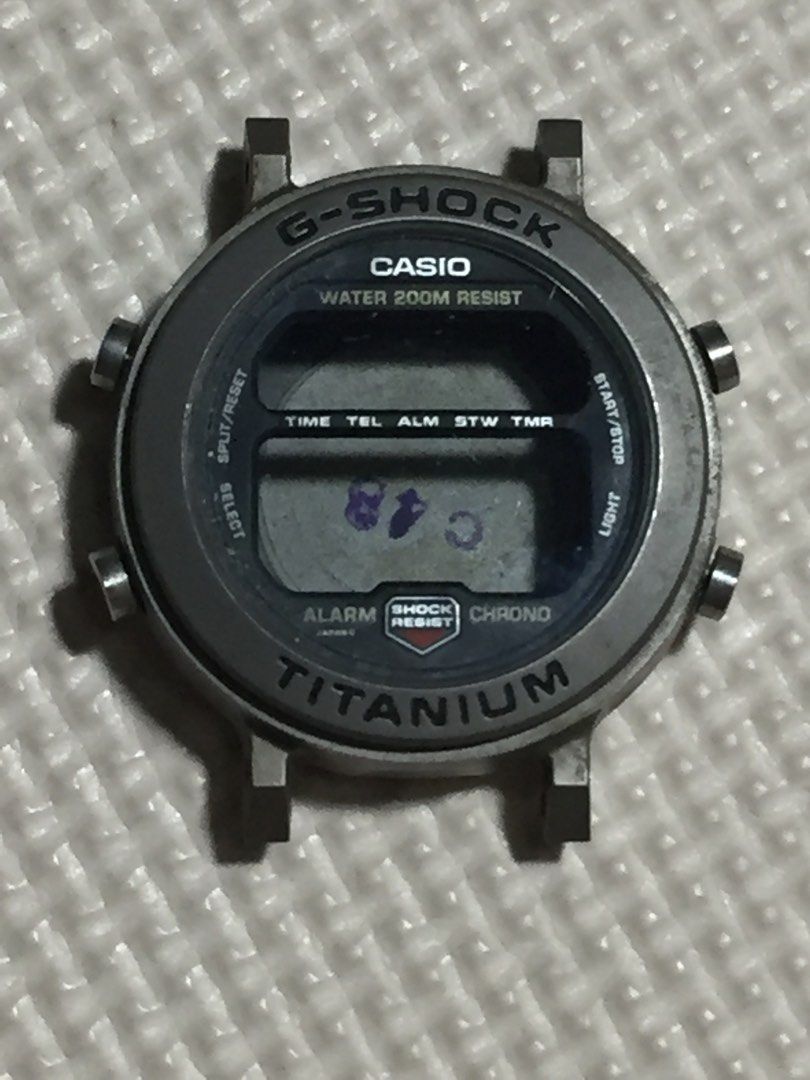 G-SHOCK
CASIO
WATER 200M RESIST
SPLIT/RESET
START/STOP
TIME TEL ALM STW TMR
SELECT
LIGHT
ALARM
SHOCK
RESIST
CHRONO
TITANIUM